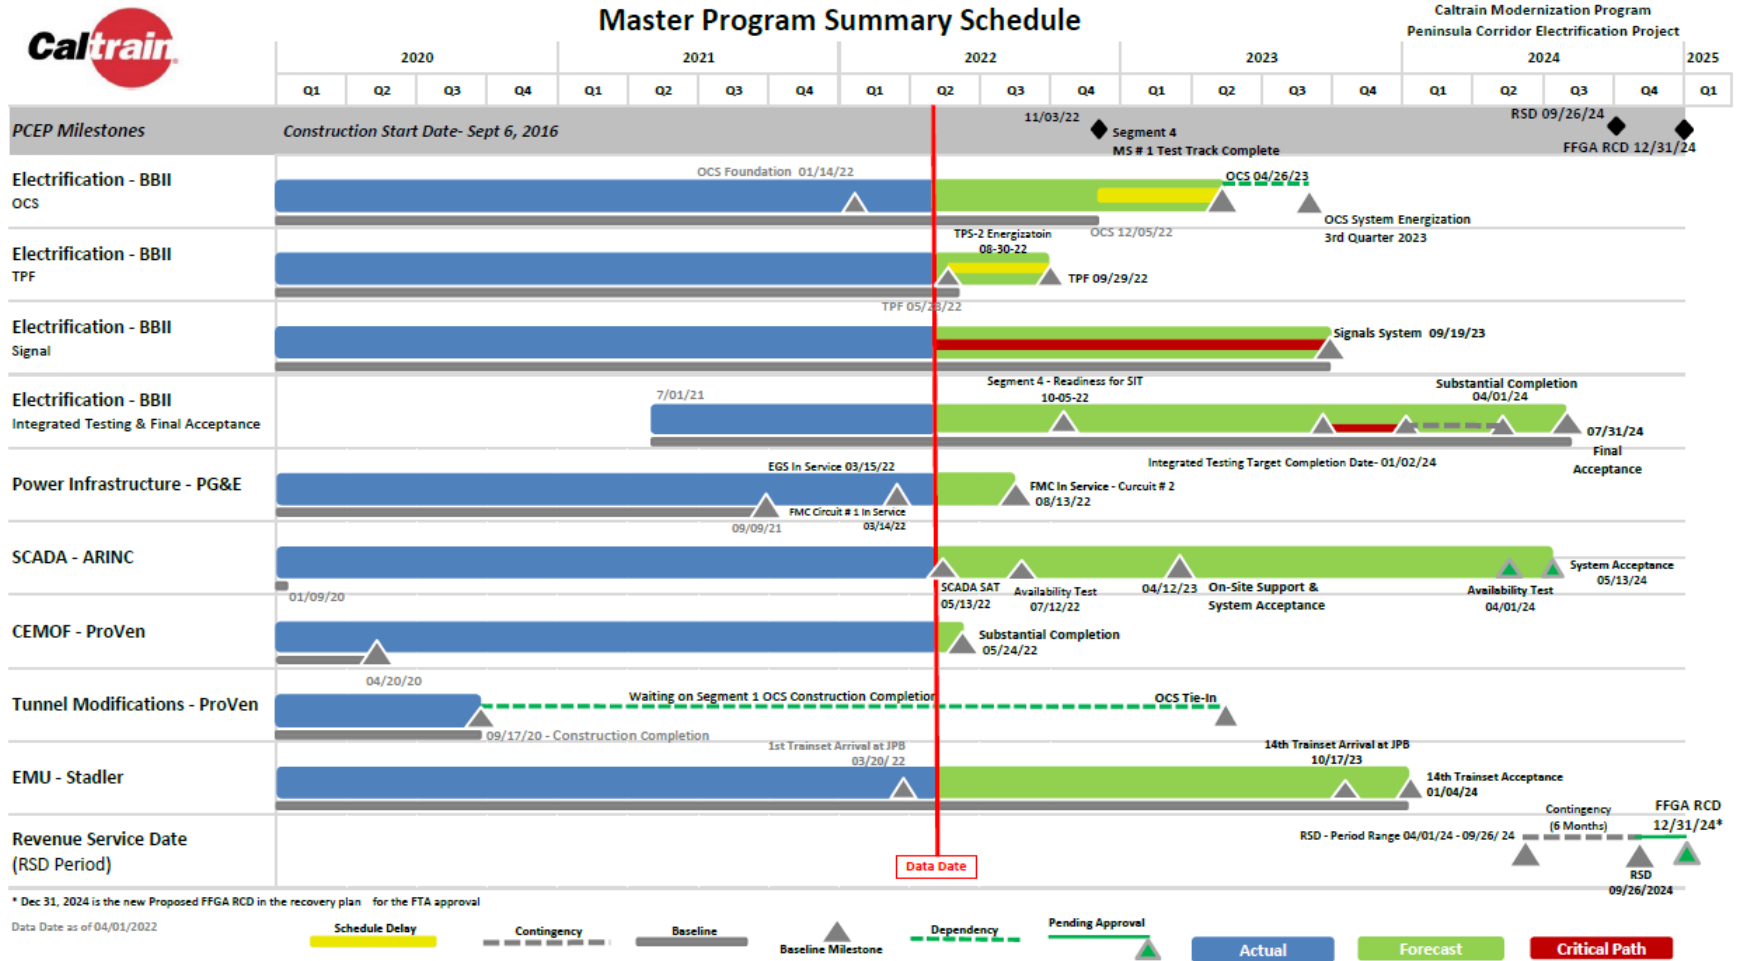 Caltrain
Master Program Summary Schedule
Caltrain Modernization Program
Peninsula Corridor Electrification Project
2020 2021 2022 2023 2024 2025
Q1 Q2 Q3 Q4 Q1 Q2 Q3 Q4 Q1 Q2 Q3 Q4 Q1 Q2 Q3 Q4 Q1 Q2 Q3 Q4 Q1
PCEP Milestones
Construction Start Date- Sept 6, 2016
11/03/22
Segment 4
MS # 1 Test Track Complete
RSD 09/26/24
FFGA RCD 12/31/24
Electrification - BBII
OCS
OCS Foundation 01/14/22
OCS 04/26/23
OCS 12/05/22
OCS System Energization
3rd Quarter 2023
Electrification - BBII
TPF
TPS-2 Energizatoin
08-30-22
TPF 09/29/22
TPF 05/23/22
Electrification - BBII
Signal
Signals System 09/19/23
Electrification - BBII
Integrated Testing & Final Acceptance
7/01/21
Segment 4 - Readiness for SIT
10-05-22
Substantial Completion
04/01/24
07/31/24
Final
Acceptance
Integrated Testing Target Completion Date- 01/02/24
Power Infrastructure - PG&E
EGS In Service 03/15/22
FMC In Service - Curcuit # 2
08/13/22
09/09/21
FMC Circuit # 1 In Service
03/14/22
SCADA - ARINC
01/09/20
SCADA SAT
05/13/22
Availability Test
07/12/22
04/12/23
On-Site Support &
System Acceptance
Availability Test
04/01/24
System Acceptance
05/13/24
CEMOF - ProVen
04/20/20
Substantial Completion
05/24/22
Tunnel Modifications - ProVen
Waiting on Segment 1 OCS Construction Completion
OCS Tie-In
09/17/20 - Construction Completion
EMU - Stadler
1st Trainset Arrival at JPB
03/20/ 22
14th Trainset Arrival at JPB
10/17/23
14th Trainset Acceptance
01/04/24
Revenue Service Date
(RSD Period)
RSD - Period Range 04/01/24 - 09/26/ 24
Contingency
(6 Months)
FFGA RCD
12/31/24*
RSD
09/26/2024
Data Date
* Dec 31, 2024 is the new Proposed FFGA RCD in the recovery plan for the FTA approval
Data Date as of 04/01/2022
Schedule Delay
Contingency
Baseline
Baseline Milestone
Dependency
Pending Approval
Actual
Forecast
Critical Path